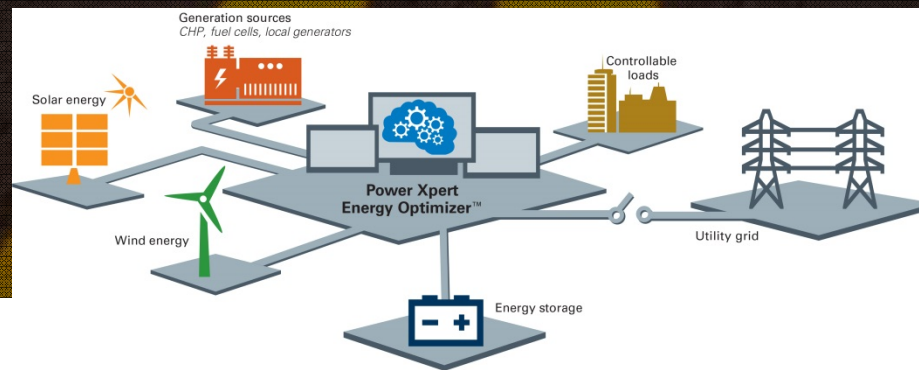 Generation sources
CHP, fuel cells, local generators
Solar energy
Controllable
loads
Power Xpert
Energy Optimizer™
Wind energy
Utility grid
Energy storage